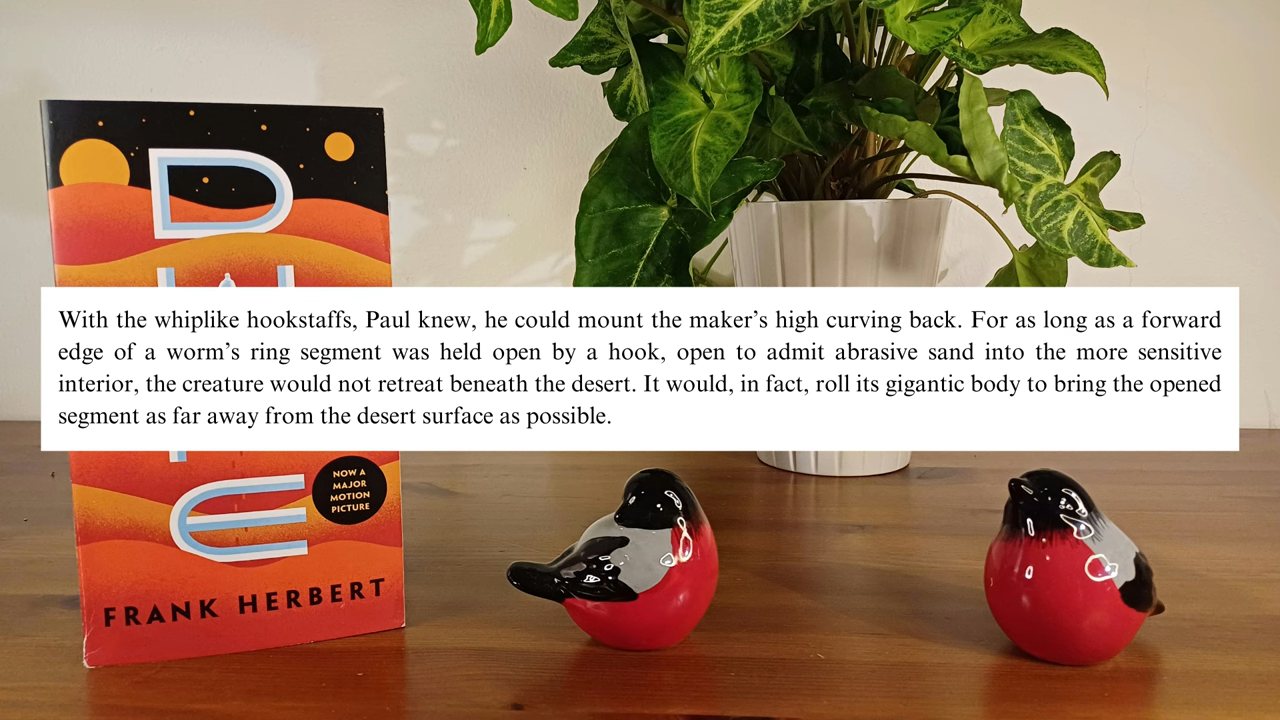 D
With the whiplike hookstaffs, Paul knew, he could mount the maker’s high curving back. For as long as a forward
edge of a worm’s ring segment was held open by a hook, open to admit abrasive sand into the more sensitive
interior, the creature would not retreat beneath the desert. It would, in fact, roll its gigantic body to bring the opened
segment as far away from the desert surface as possible.
E
NOW A
MAJOR
MOTION
PICTURE
FRANK HERBERT